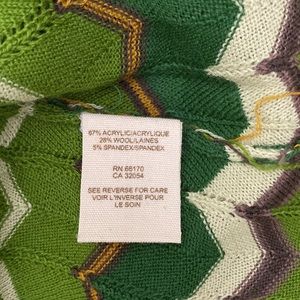 67% ACRYLIC/ACRYLIQUE
28% WOOL/LAINES
5% SPANDEX/SPANDEX
RN 66170
CA 32054
SEE REVERSE FOR CARE
VOIR L'INVERSE POUR
LE SOIN